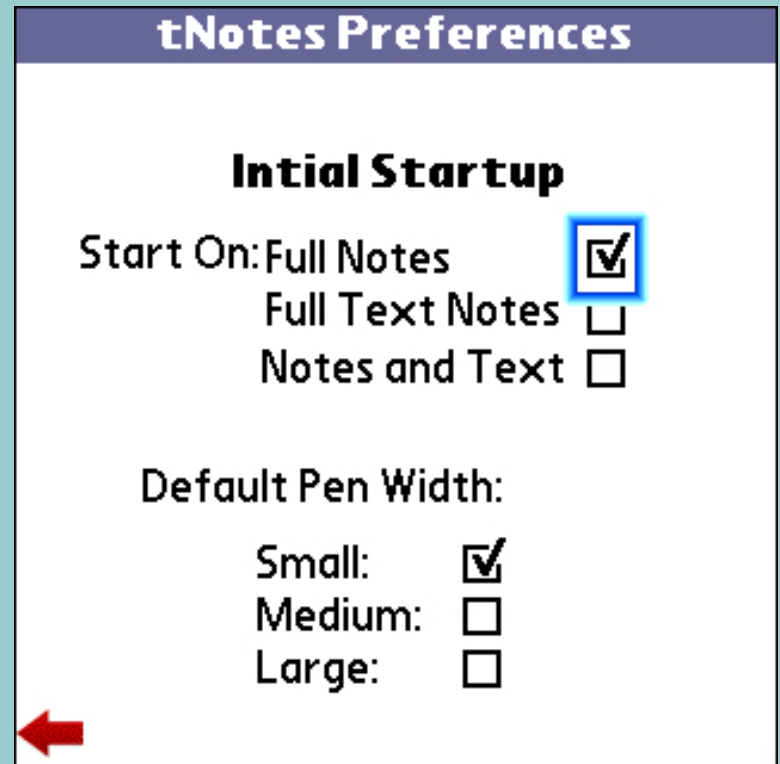 tNotes Preferences
Intial Startup
Start On: Full Notes
Full Text Notes
Notes and Text
Default Pen Width:
Small:
Medium:
Large: